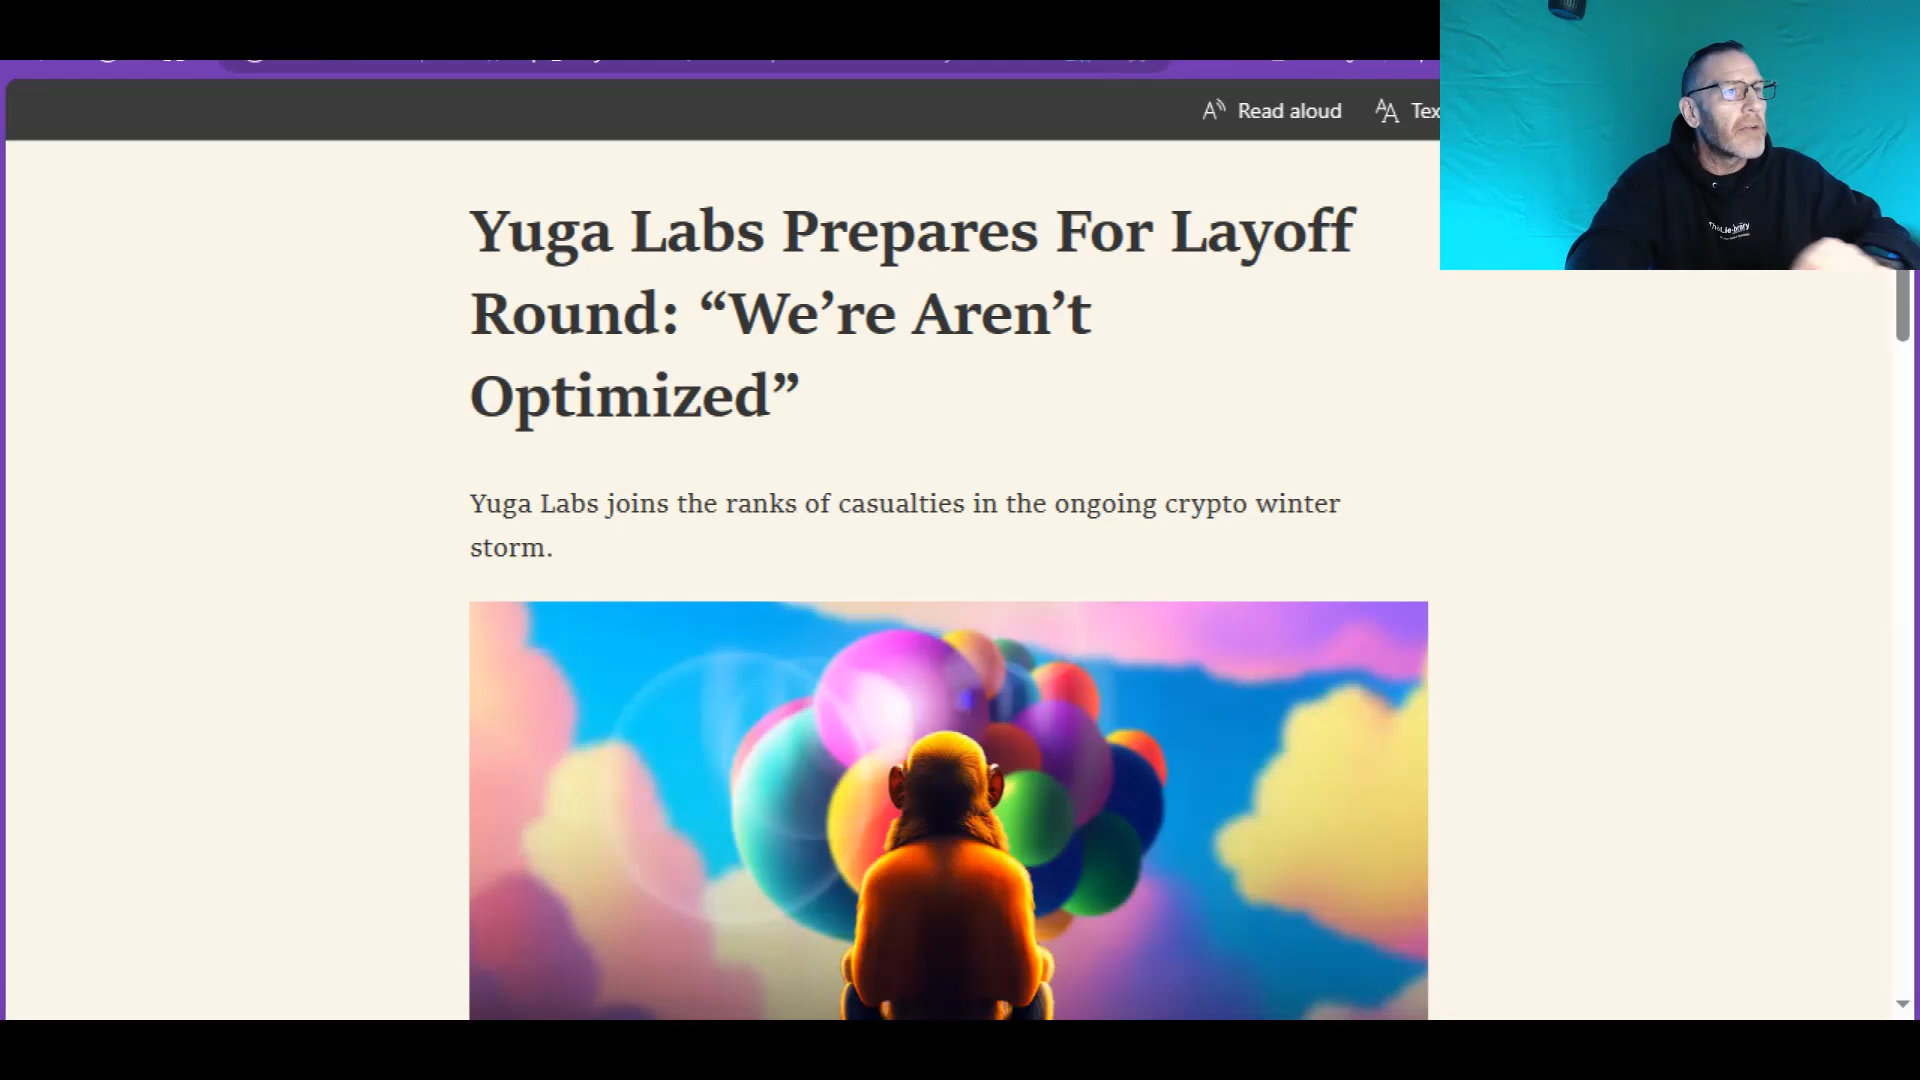 Read aloud
Tex
Yuga Labs Prepares For Layoff
Round: “We’re Aren’t
Optimized”
Yuga Labs joins the ranks of casualties in the ongoing crypto winter
storm.